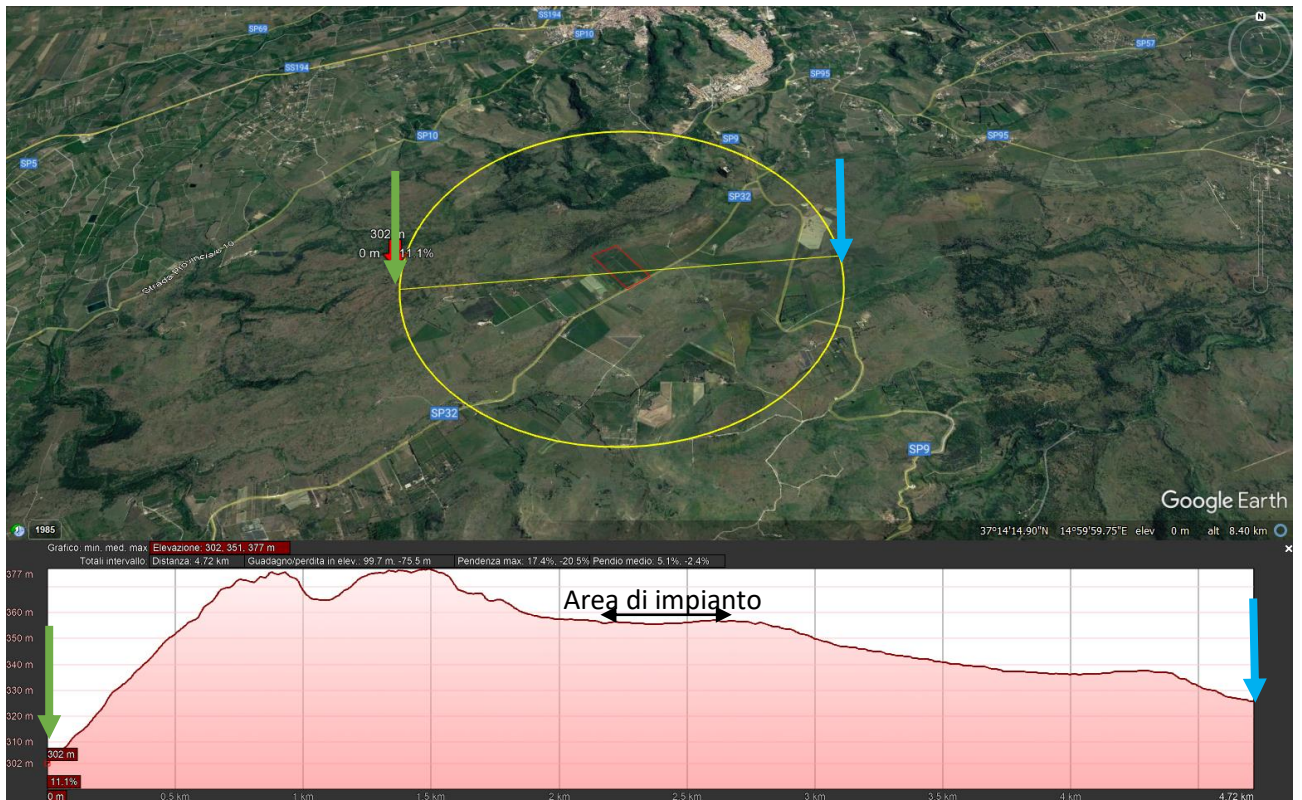 N
SS194
SP69
SP10
SP57
SS194
SP95
SP10
SP9
SP95
SP5
SP32
302 m
0 m 11.1%
Strada Provinciale 10
SP32
SP9
Google Earth
1985
37°14'14.90"N 14°59'59.75"E elev 0 m alt 8.40 km
Grafico: min. med. max Elevazione: 302, 351, 377 m
Totali intervallo: Distanza: 4.72 km Guadagno/perdita in elev.: 99.7 m, -75.5 m Pendenza max: 17.4%, -20.5% Pendio medio: 5.1%, -2.4%
377 m
Area di impianto
360 m
350 m
340 m
330 m
320 m
310 m
302 m
302 m
11.1%
0 m 0.5 km 1 km 1.5 km 2 km 2.5 km 3 km 3.5 km 4 km 4.72 km